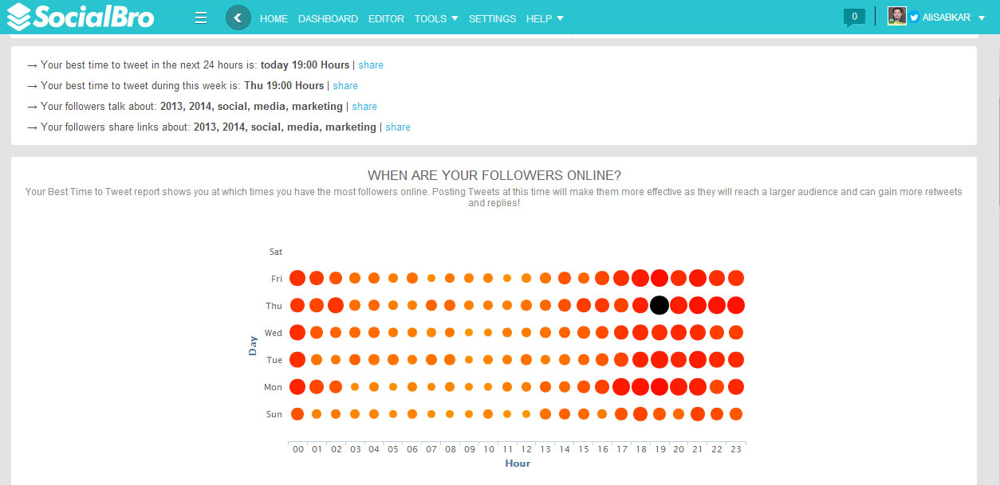 SocialBro
☰ HOME DASHBOARD EDITOR TOOLS ▼ SETTINGS HELP ▼ 0 AliSABKAR ▼
→ Your best time to tweet in the next 24 hours is: today 19:00 Hours | share
→ Your best time to tweet during this week is: Thu 19:00 Hours | share
→ Your followers talk about: 2013, 2014, social, media, marketing | share
→ Your followers share links about: 2013, 2014, social, media, marketing | share
WHEN ARE YOUR FOLLOWERS ONLINE?
Your Best Time to Tweet report shows you at which times you have the most followers online. Posting Tweets at this time will make them more effective as they will reach a larger audience and can gain more retweets
and replies!
Sat
Fri
Thu
Wed
Tue
Mon
Sun
Day
00 01 02 03 04 05 06 07 08 09 10 11 12 13 14 15 16 17 18 19 20 21 22 23
Hour